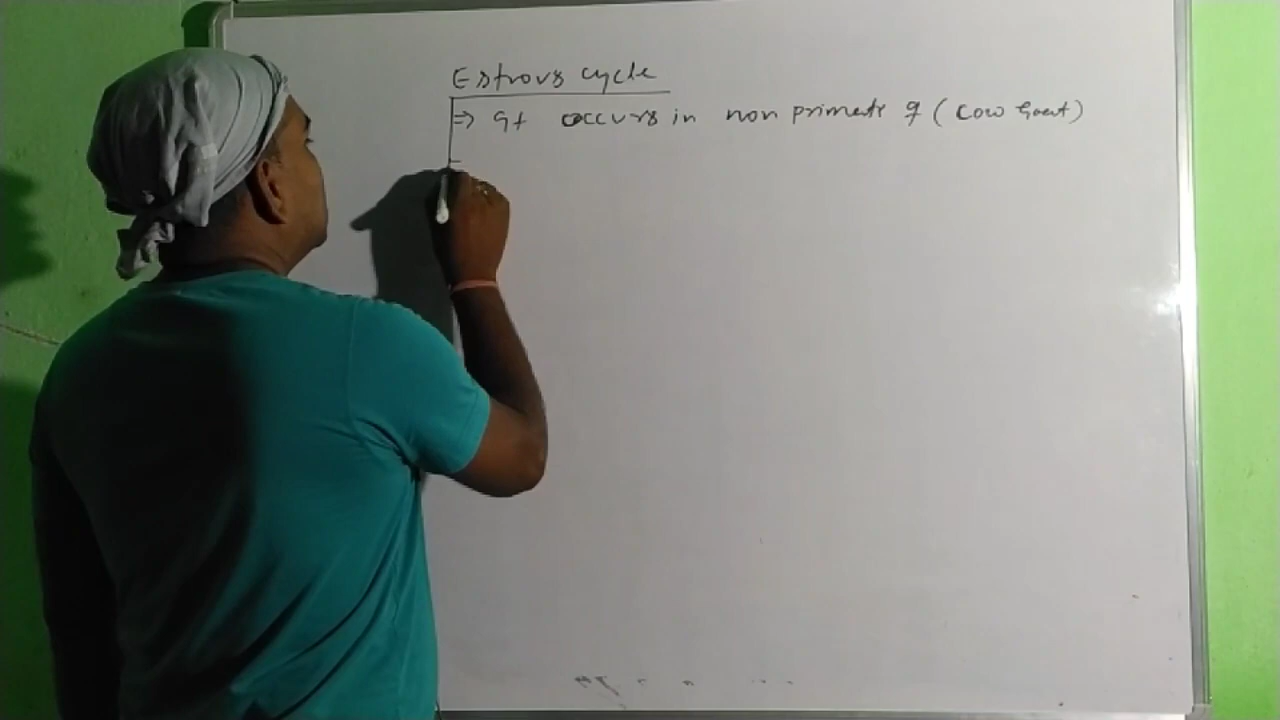 Estrous cycle
⇒ It occurs in non primate ♀ (Cow Goat)